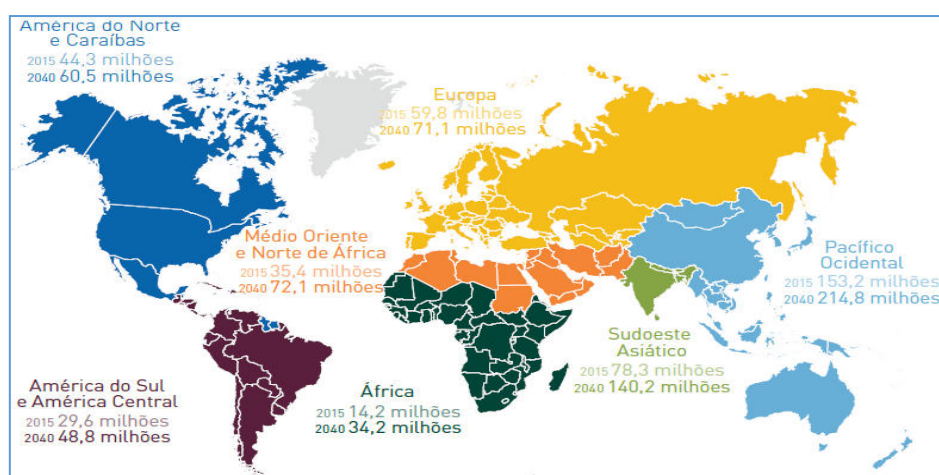 América do Norte
e Caraíbas
2015 44,3 milhões
2040 60,5 milhões
Europa
2015 59,8 milhões
2040 71,1 milhões
Médio Oriente
e Norte de África
2015 35,4 milhões
2040 72,1 milhões
Pacífico
Ocidental
2015 153,2 milhões
2040 214,8 milhões
Sudoeste
Asiático
2015 78,3 milhões
2040 140,2 milhões
América do Sul
e América Central
2015 29,6 milhões
2040 48,8 milhões
África
2015 14,2 milhões
2040 34,2 milhões